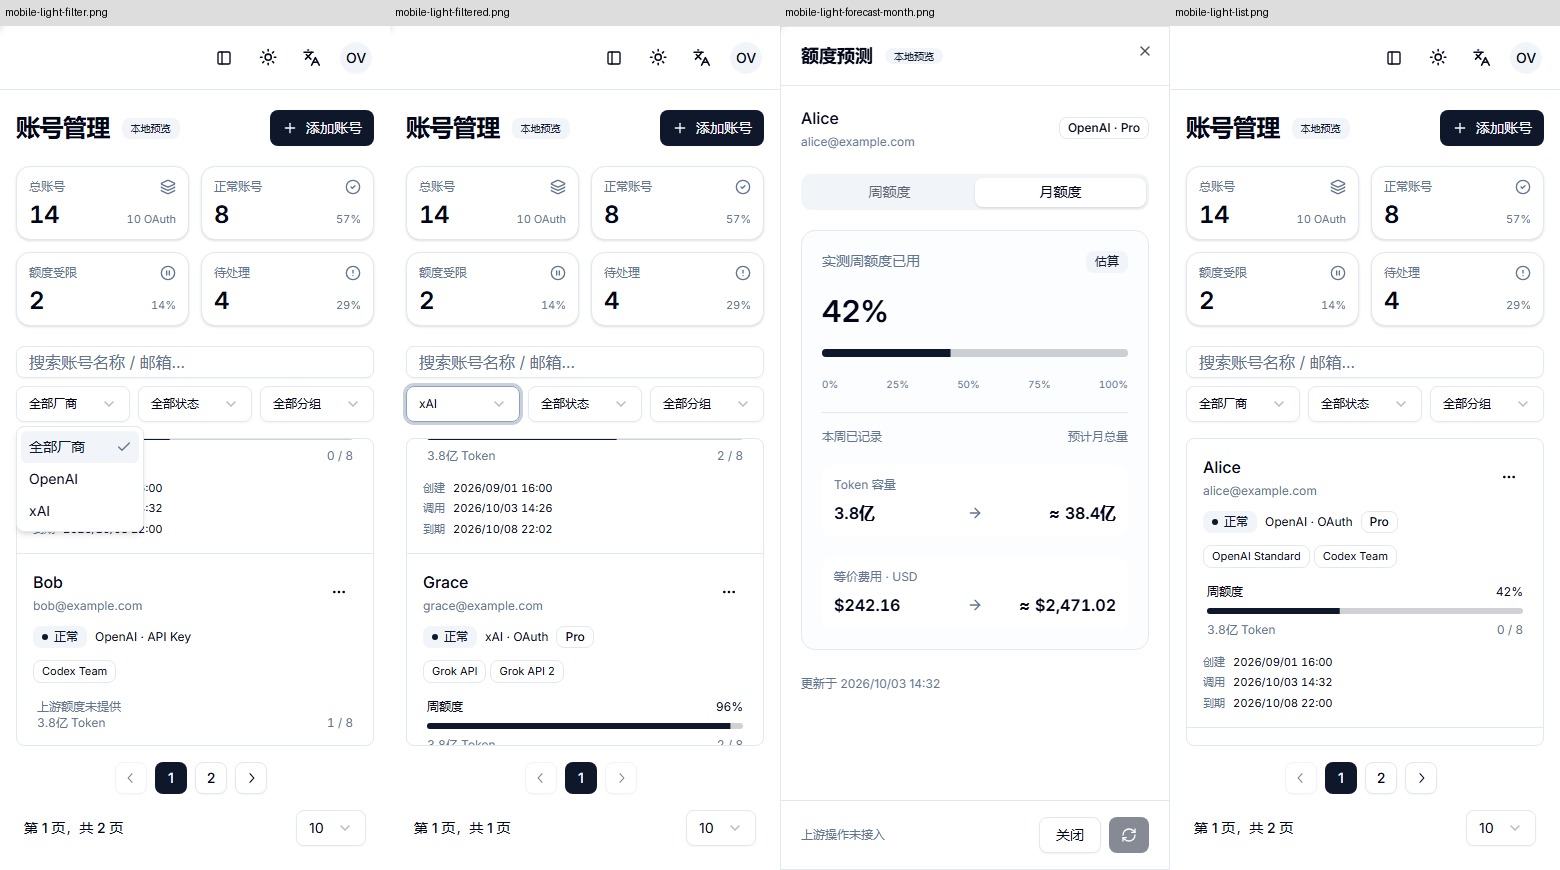 mobile-light-filter.png
OV
账号管理
本地预览
添加账号
总账号
14
10 OAuth
正常账号
8
57%
额度受限
2
14%
待处理
4
29%
搜索账号名称 / 邮箱...
全部厂商
全部状态
全部分组
全部厂商
OpenAI
xAI
0 / 8
:00
:32
22:00
Bob
bob@example.com
正常
OpenAI · API Key
Codex Team
上游额度未提供
3.8亿 Token
1 / 8
1
2
第 1 页，共 2 页
10
mobile-light-filtered.png
OV
账号管理
本地预览
添加账号
总账号
14
10 OAuth
正常账号
8
57%
额度受限
2
14%
待处理
4
29%
搜索账号名称 / 邮箱...
xAI
全部状态
全部分组
3.8亿 Token
2 / 8
创建 2026/09/01 16:00
调用 2026/10/03 14:26
到期 2026/10/08 22:02
Grace
grace@example.com
正常
xAI · OAuth
Pro
Grok API
Grok API 2
周额度
96%
3.8亿 Token
2 / 8
1
第 1 页，共 1 页
10
mobile-light-forecast-month.png
额度预测
本地预览
Alice
alice@example.com
OpenAI · Pro
周额度
月额度
实测周额度已用
估算
42%
0%
25%
50%
75%
100%
本周已记录
预计月总量
Token 容量
3.8亿
→
≈ 38.4亿
等价费用 · USD
$242.16
→
≈ $2,471.02
更新于 2026/10/03 14:32
上游操作未接入
关闭
mobile-light-list.png
OV
账号管理
本地预览
添加账号
总账号
14
10 OAuth
正常账号
8
57%
额度受限
2
14%
待处理
4
29%
搜索账号名称 / 邮箱...
全部厂商
全部状态
全部分组
Alice
alice@example.com
正常
OpenAI · OAuth
Pro
OpenAI Standard
Codex Team
周额度
42%
3.8亿 Token
0 / 8
创建 2026/09/01 16:00
调用 2026/10/03 14:32
到期 2026/10/08 22:00
1
2
第 1 页，共 2 页
10